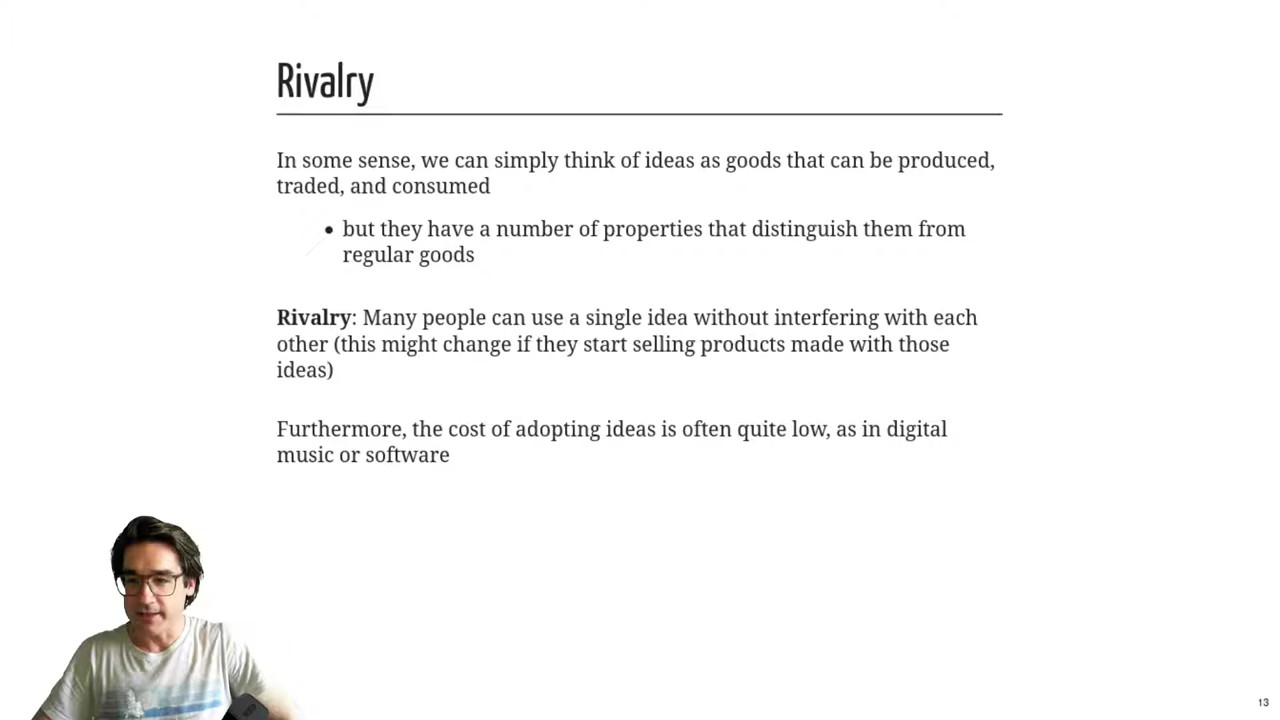 Rivalry
In some sense, we can simply think of ideas as goods that can be produced,
traded, and consumed
• but they have a number of properties that distinguish them from
regular goods
Rivalry: Many people can use a single idea without interfering with each
other (this might change if they start selling products made with those
ideas)
Furthermore, the cost of adopting ideas is often quite low, as in digital
music or software
13